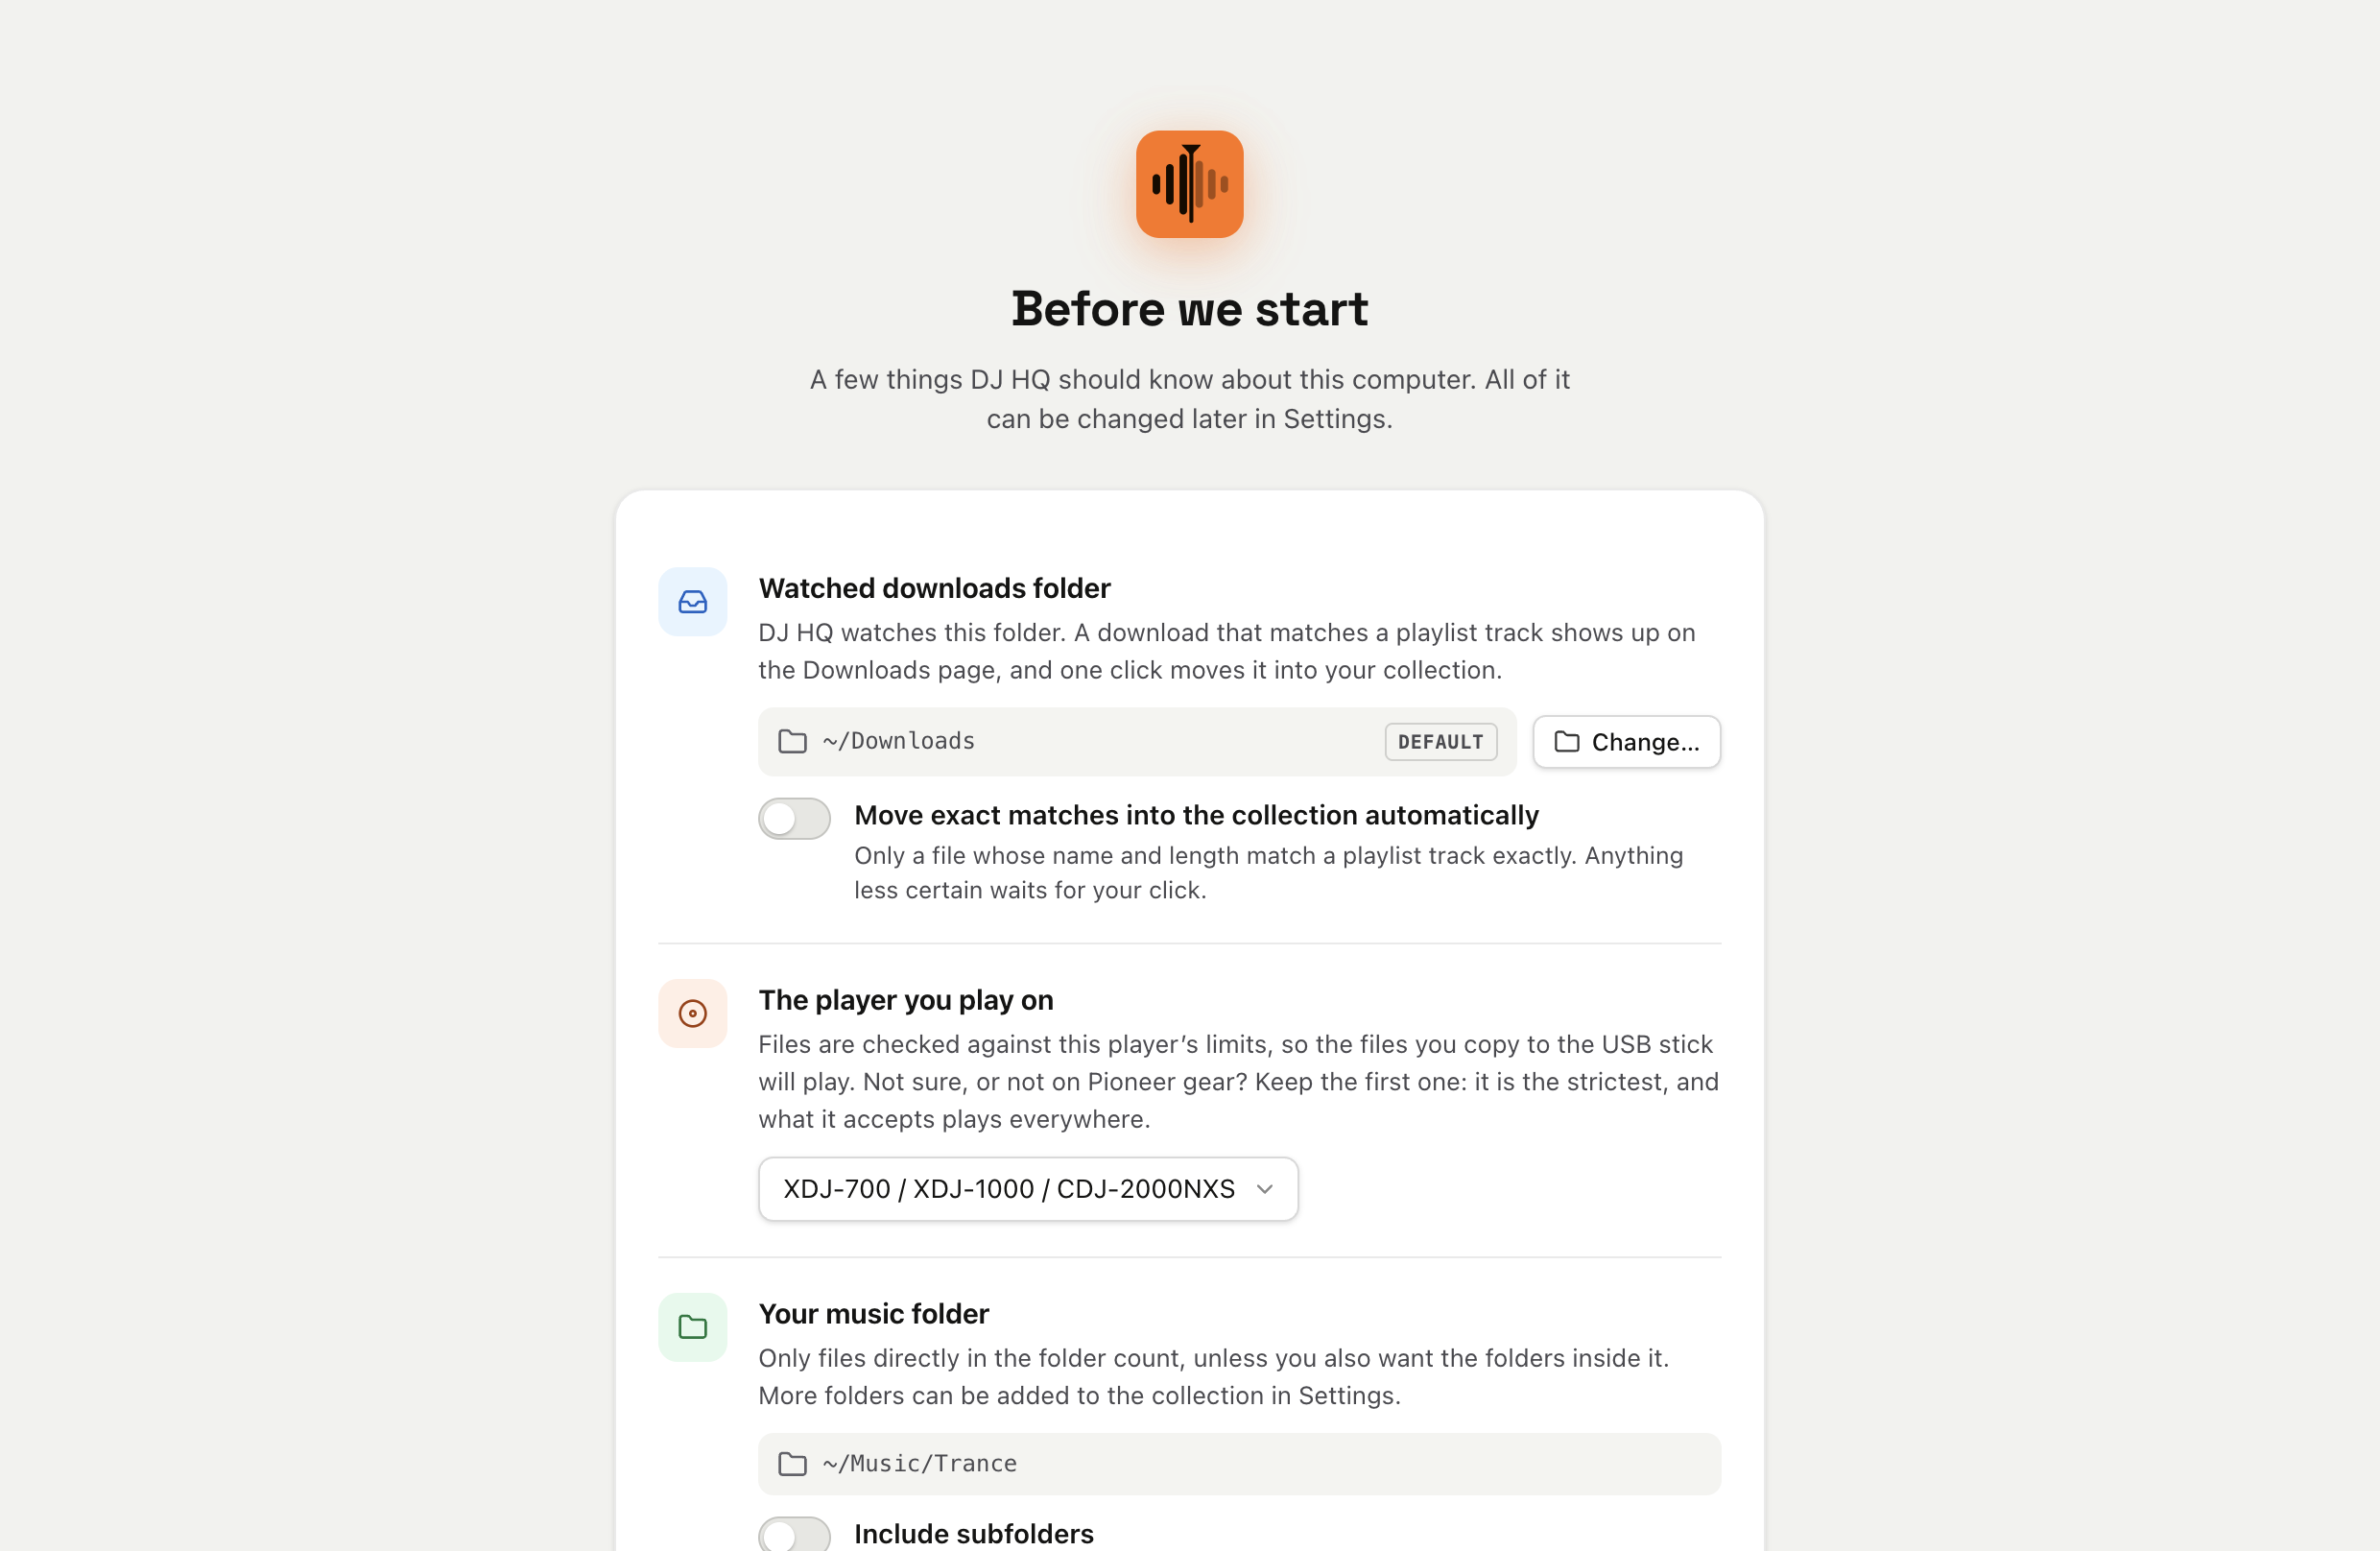 Before we start
A few things DJ HQ should know about this computer. All of it
can be changed later in Settings.
Watched downloads folder
DJ HQ watches this folder. A download that matches a playlist track shows up on
the Downloads page, and one click moves it into your collection.
~/Downloads
DEFAULT
Change...
Move exact matches into the collection automatically
Only a file whose name and length match a playlist track exactly. Anything
less certain waits for your click.
The player you play on
Files are checked against this player’s limits, so the files you copy to the USB stick
will play. Not sure, or not on Pioneer gear? Keep the first one: it is the strictest, and
what it accepts plays everywhere.
XDJ-700 / XDJ-1000 / CDJ-2000NXS
Your music folder
Only files directly in the folder count, unless you also want the folders inside it.
More folders can be added to the collection in Settings.
~/Music/Trance
Include subfolders